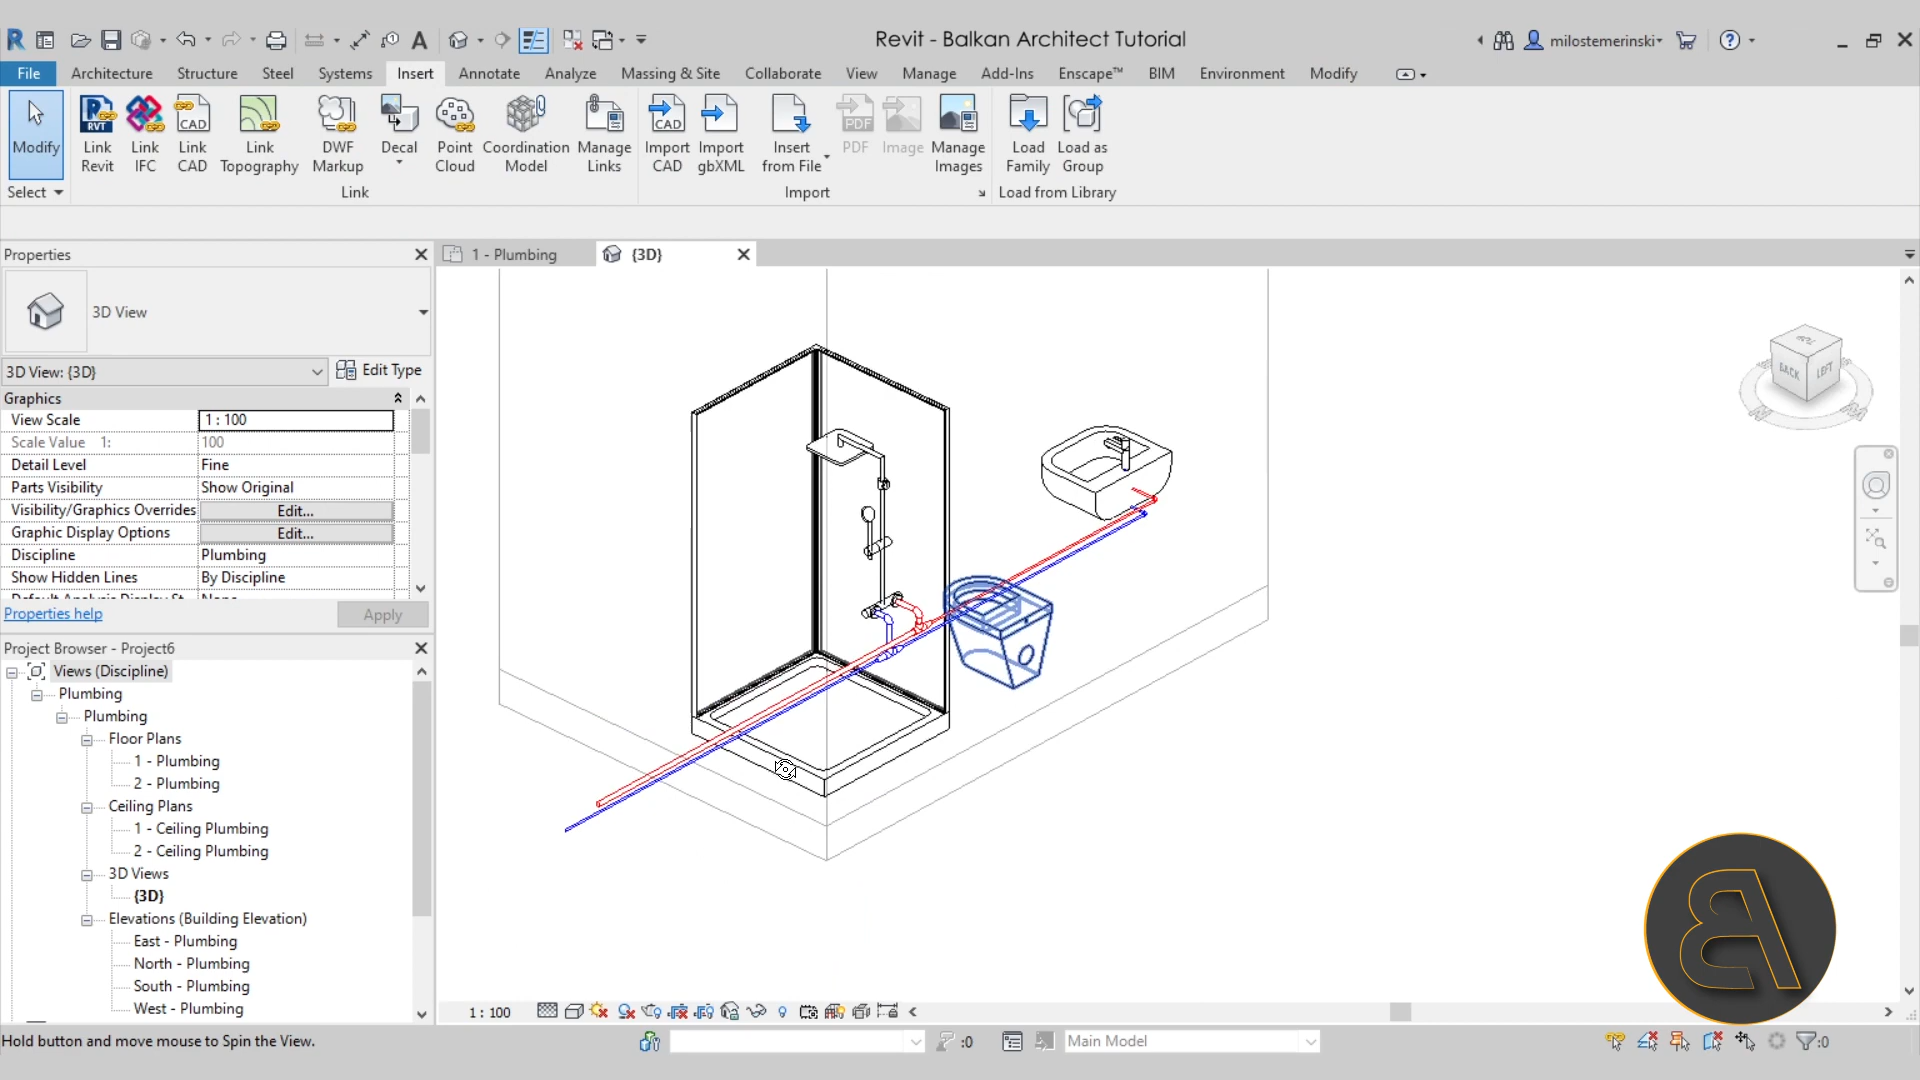 Revit - Balkan Architect Tutorial
milostemerinski
File Architecture Structure Steel Systems Insert Annotate Analyze Massing & Site Collaborate View Manage Add-Ins Enscape™ BIM Environment Modify
Modify
Link Revit
Link IFC
Link CAD
Link Topography
DWF Markup
Decal
Point Cloud
Coordination Model
Manage Links
Import CAD
Import gbXML
Insert from File
PDF
Image
Manage Images
Load Family
Load as Group
Select
Link
Import
Load from Library
Properties
1 - Plumbing
{3D}
3D View
3D View: {3D}
Edit Type
Graphics
View Scale 1 : 100
Scale Value 1: 100
Detail Level Fine
Parts Visibility Show Original
Visibility/Graphics Overrides Edit...
Graphic Display Options Edit...
Discipline Plumbing
Show Hidden Lines By Discipline
Properties help
Apply
Project Browser - Project6
Views (Discipline)
Plumbing
Plumbing
Floor Plans
1 - Plumbing
2 - Plumbing
Ceiling Plans
1 - Ceiling Plumbing
2 - Ceiling Plumbing
3D Views
{3D}
Elevations (Building Elevation)
East - Plumbing
North - Plumbing
South - Plumbing
West - Plumbing
BACK
LEFT
1 : 100
Hold button and move mouse to Spin the View.
:0
Main Model
:0